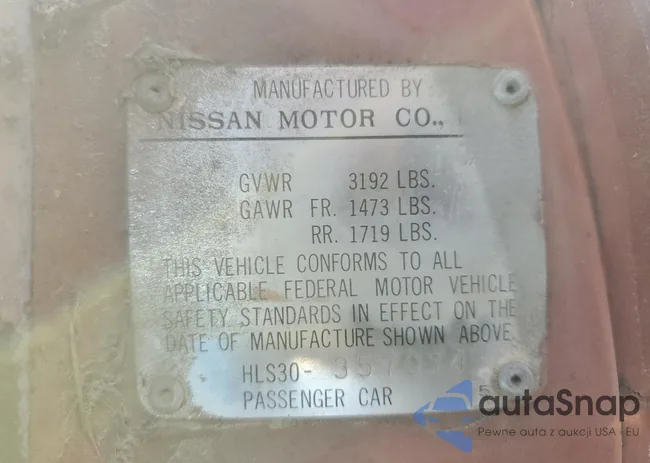 MANUFACTURED BY
NISSAN MOTOR CO.,
GVWR 3192 LBS.
GAWR FR. 1473 LBS.
RR. 1719 LBS.
THIS VEHICLE CONFORMS TO ALL
APPLICABLE FEDERAL MOTOR VEHICLE
SAFETY STANDARDS IN EFFECT ON THE
DATE OF MANUFACTURE SHOWN ABOVE
HLS30-
PASSENGER CAR
autaSnap
Pewne auta z aukcji USA i EU